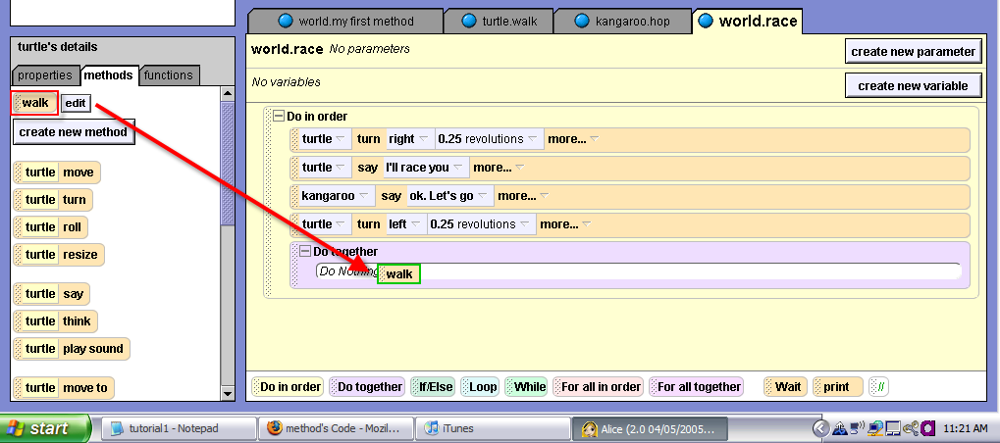 world.my first method
turtle.walk
kangaroo.hop
world.race
turtle's details
properties
methods
functions
walk
edit
create new method
turtle move
turtle turn
turtle roll
turtle resize
turtle say
turtle think
turtle play sound
turtle move to
world.race No parameters
create new parameter
No variables
create new variable
Do in order
turtle turn right 0.25 revolutions more...
turtle say I'll race you more...
kangaroo say ok. Let's go more...
turtle turn left 0.25 revolutions more...
Do together
Do Nothing
walk
Do in order
Do together
If/Else
Loop
While
For all in order
For all together
Wait
print
//
start
tutorial1 - Notepad
method's Code - Mozil...
iTunes
Alice (2.0 04/05/2005...
11:21 AM